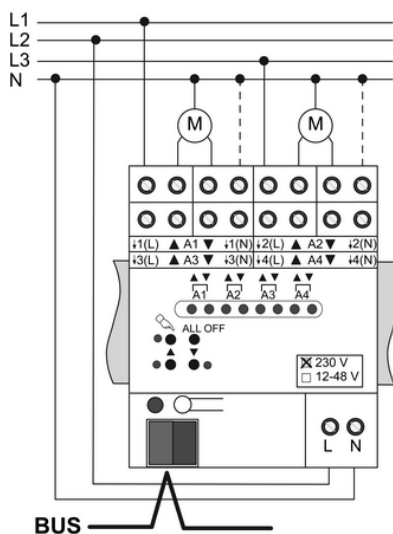 L1
L2
L3
N
M M
↓1(L) ▲ A1 ▼ ↓1(N) ↓2(L) ▲ A2 ▼ ↓2(N)
↓3(L) ▲ A3 ▼ ↓3(N) ↓4(L) ▲ A4 ▼ ↓4(N)
▲ ▼ ▲ ▼ ▲ ▼ ▲ ▼
A1 A2 A3 A4
ALL OFF
▲ ▼
☒ 230 V
☐ 12-48 V
L N
BUS